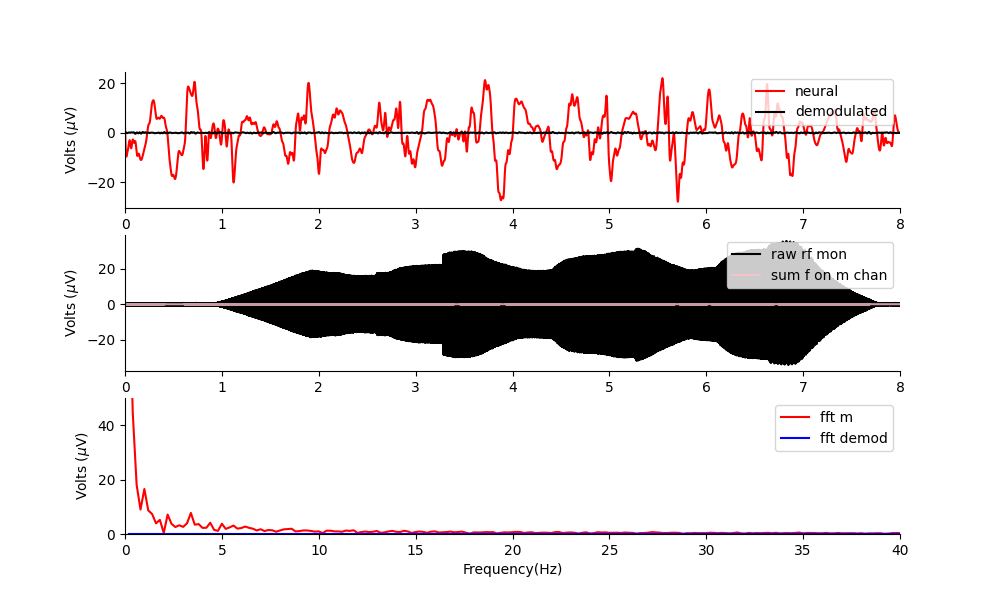 Volts (μV)
20
0
−20
neural
demodulated
0 1 2 3 4 5 6 7 8
Volts (μV)
20
0
−20
raw rf mon
sum f on m chan
0 1 2 3 4 5 6 7 8
Volts (μV)
40
20
0
fft m
fft demod
0 5 10 15 20 25 30 35 40
Frequency(Hz)